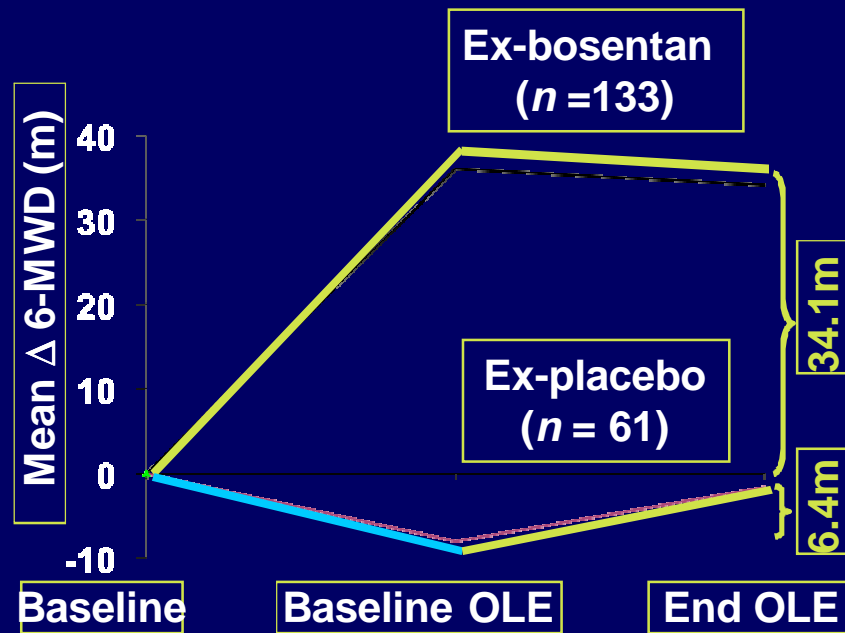 Ex-bosentan
(n =133)
Mean Δ 6-MWD (m)
40
30
20
10
0
-10
34.1m
Ex-placebo
(n = 61)
6.4m
Baseline
Baseline OLE
End OLE